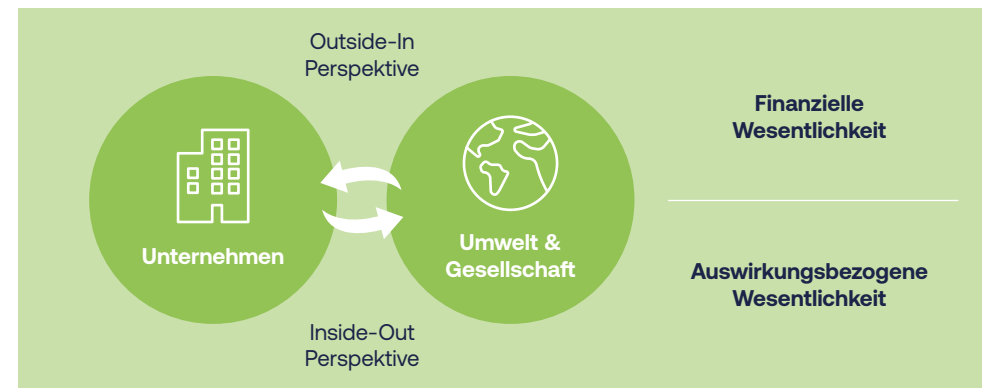 Outside-In
Perspektive
Finanzielle
Wesentlichkeit
Unternehmen
Umwelt &
Gesellschaft
Auswirkungsbezogene
Wesentlichkeit
Inside-Out
Perspektive